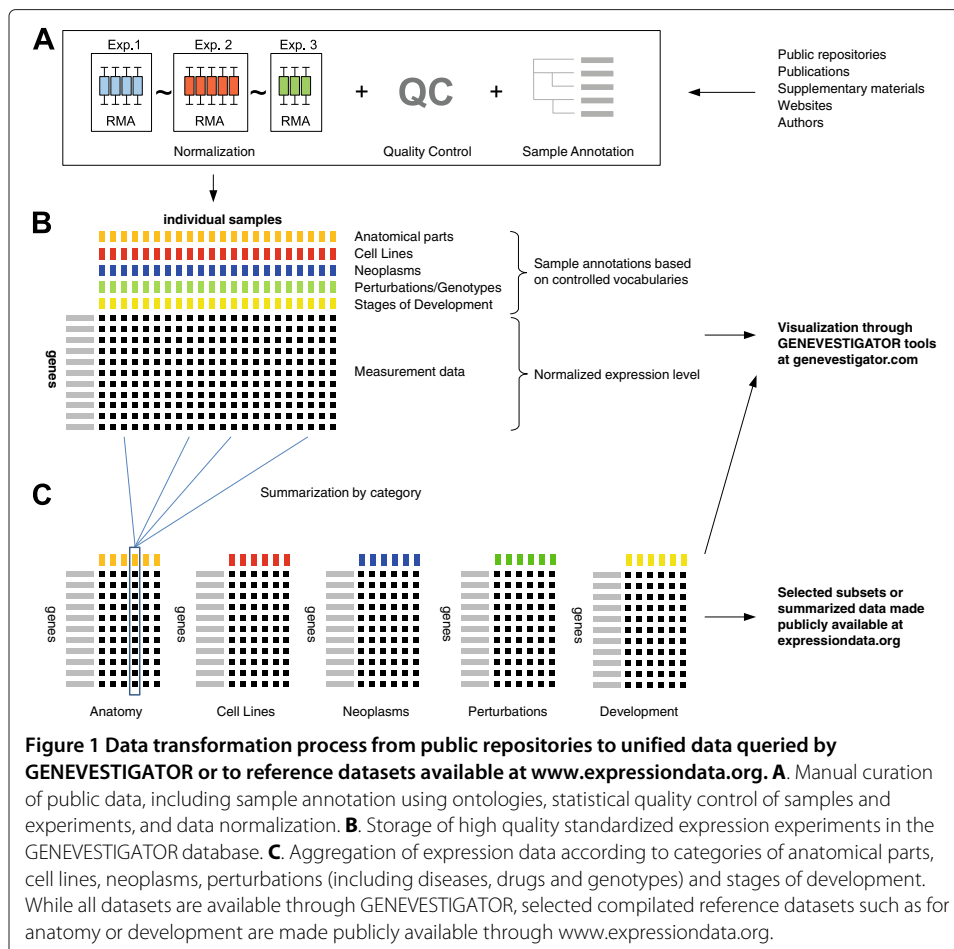 A
Exp.1 Exp. 2 Exp. 3
~ ~ + QC +
RMA RMA RMA
Normalization Quality Control Sample Annotation
Public repositories
Publications
Supplementary materials
Websites
Authors
B
individual samples
Anatomical parts
Cell Lines
Neoplasms
Perturbations/Genotypes
Stages of Development
Sample annotations based
on controlled vocabularies
genes
Measurement data
Normalized expression level
Visualization through
GENEVESTIGATOR tools
at genevestigator.com
C
Summarization by category
genes genes genes genes genes
Anatomy Cell Lines Neoplasms Perturbations Development
Selected subsets or
summarized data made
publicly available at
expressiondata.org
Figure 1 Data transformation process from public repositories to unified data queried by
GENEVESTIGATOR or to reference datasets available at www.expressiondata.org. A. Manual curation
of public data, including sample annotation using ontologies, statistical quality control of samples and
experiments, and data normalization. B. Storage of high quality standardized expression experiments in the
GENEVESTIGATOR database. C. Aggregation of expression data according to categories of anatomical parts,
cell lines, neoplasms, perturbations (including diseases, drugs and genotypes) and stages of development.
While all datasets are available through GENEVESTIGATOR, selected compilated reference datasets such as for
anatomy or development are made publicly available through www.expressiondata.org.